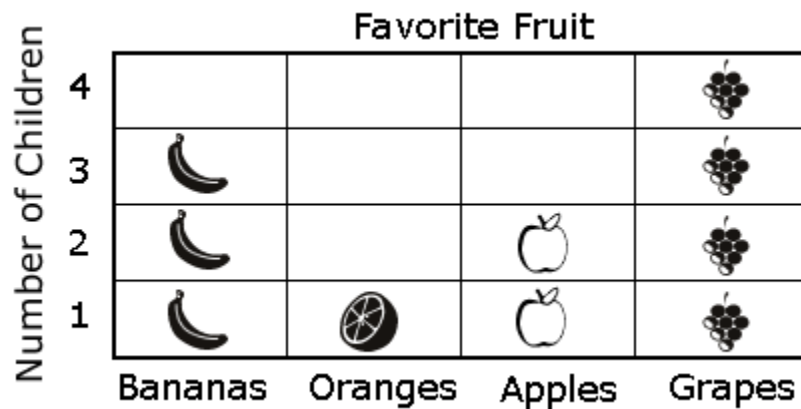 Favorite Fruit
Number of Children
4
3
2
1
Bananas Oranges Apples Grapes